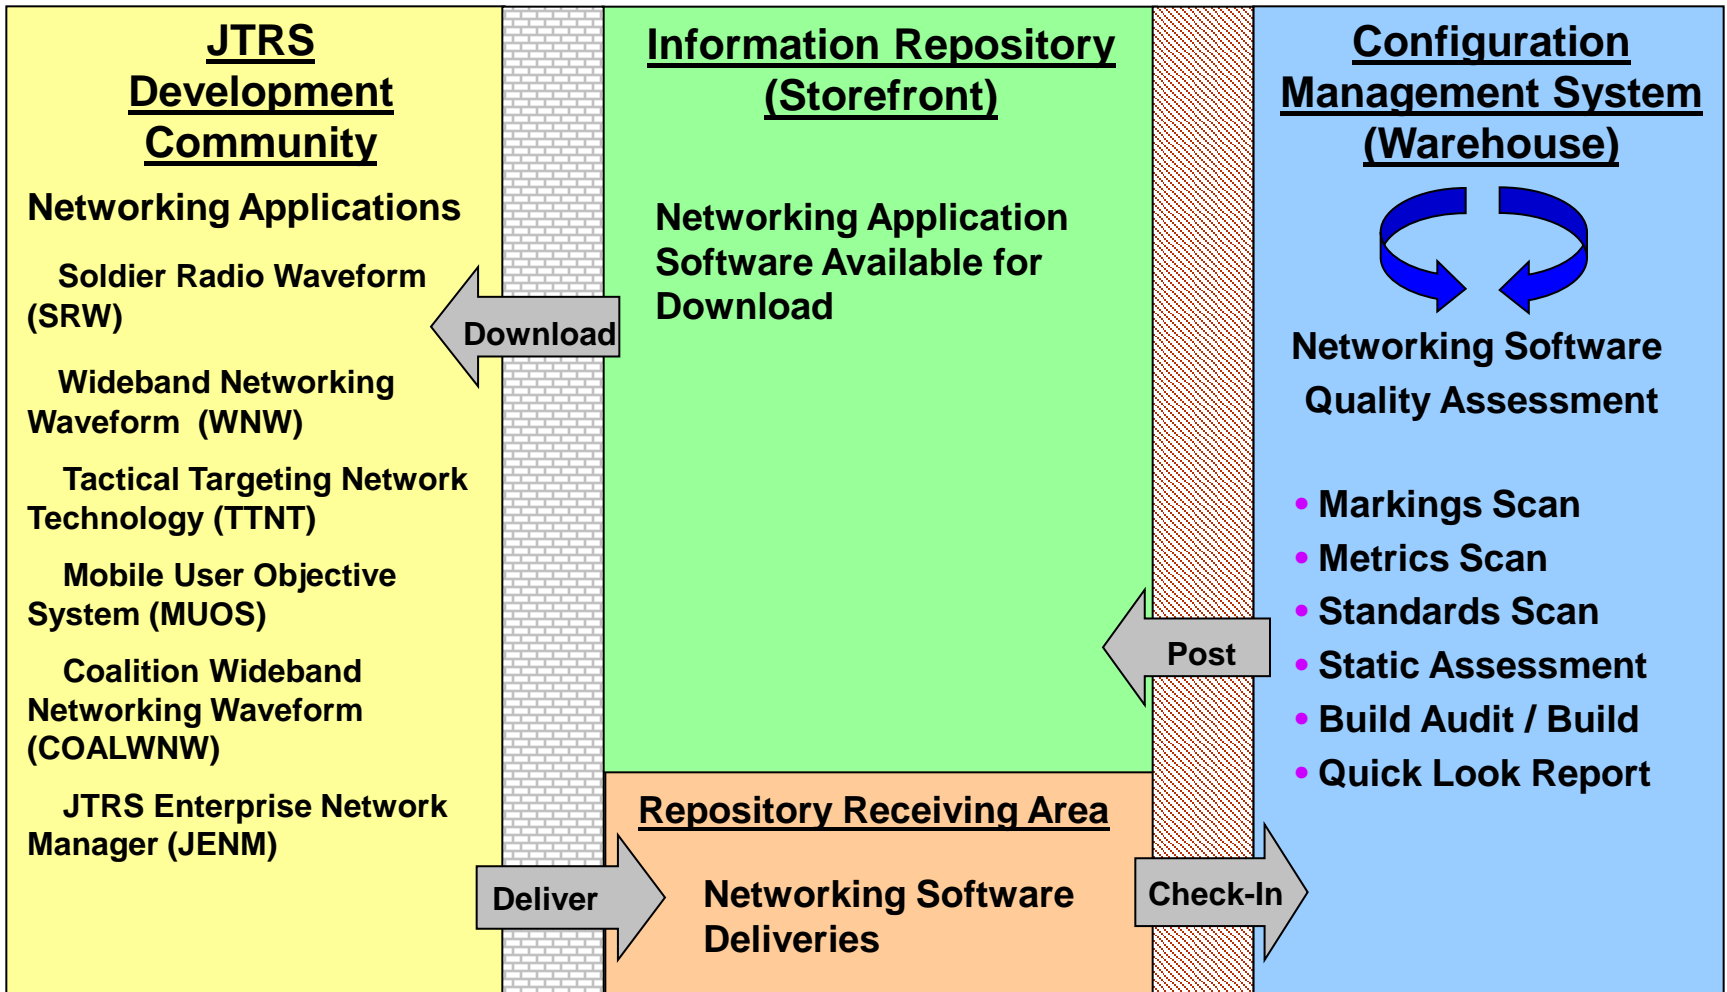 JTRS
Development
Community
Networking Applications
Soldier Radio Waveform
(SRW)
Wideband Networking
Waveform (WNW)
Tactical Targeting Network
Technology (TTNT)
Mobile User Objective
System (MUOS)
Coalition Wideband
Networking Waveform
(COALWNW)
JTRS Enterprise Network
Manager (JENM)
Download
Deliver
Information Repository
(Storefront)
Networking Application
Software Available for
Download
Repository Receiving Area
Networking Software
Deliveries
Post
Check-In
Configuration
Management System
(Warehouse)
Networking Software
Quality Assessment
• Markings Scan
• Metrics Scan
• Standards Scan
• Static Assessment
• Build Audit / Build
• Quick Look Report